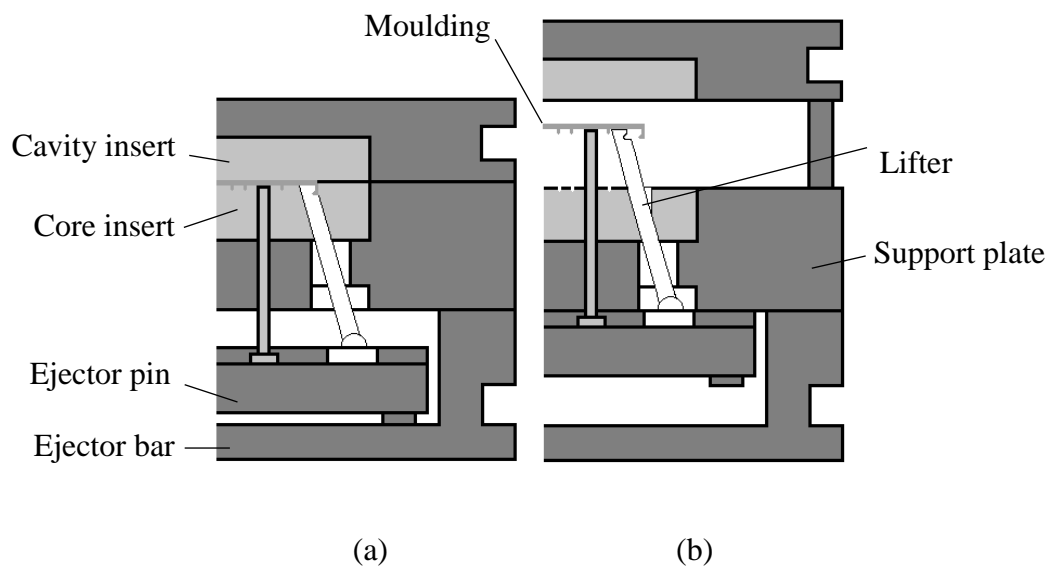 Moulding
Cavity insert
Lifter
Core insert
Support plate
Ejector pin
Ejector bar
(a)
(b)